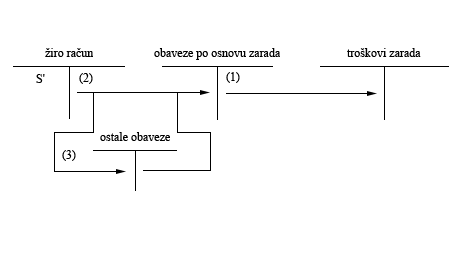 žiro račun obaveze po osnovu zarada troškovi zarada
S' (2) (1)
ostale obaveze
(3)